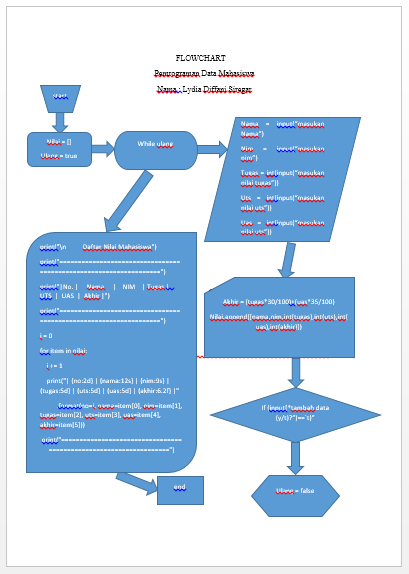 FLOWCHART
Pemrograman Data Mahasiswa
Nama : Lydia Diffani Siregar
start
Nilai = []
Ulang = true
While ulang
Nama = input("masukan
Nama")
Nim = input("masukan
nim")
Tugas = int(input("masukan
nilai tugas"))
Uts = int(input("masukan
nilai uts"))
Uas = int(input("masukan
nilai uts"))
print("\n Daftar Nilai Mahasiswa")
print("==================================
==================================")
print("|No. | Nama | NIM | Tugas |
UTS | UAS | Akhir |")
print("==================================
==================================")
i = 0
for item in nilai:
i += 1
print("| {no:2d} | {nama:12s} | {nim:9s} |
{tugas:5d} | {uts:5d} | {uas:5d} | {akhir:6.2f} |"
.format(no=i, nama=item[0], nim=item[1],
tugas=item[2], uts=item[3], uas=item[4],
akhir=item[5]))
print("==================================
==================================")
Akhir = (tugas*30/100)+(uas*35/100)
Nilai.append([nama,nim,int(tugas),int(uts),int(
uas),int(akhir)])
If (input("tambah data
(y/t)?")=='t)"
Ulang = false
end